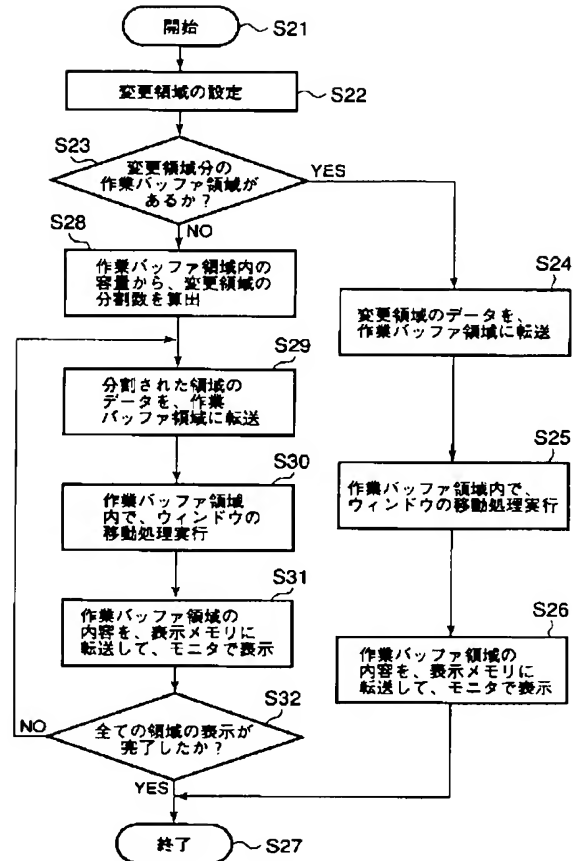 開始
S21
変更領域の設定
S22
S23
変更領域分の
作業バッファ領域が
あるか?
YES
NO
S28
作業バッファ領域内の
容量から、変更領域の
分割数を算出
S24
変更領域のデータを、
作業バッファ領域に転送
S29
分割された領域の
データを、作業
バッファ領域に転送
S25
作業バッファ領域内で、
ウィンドウの移動処理実行
S30
作業バッファ領域
内で、ウィンドウの
移動処理実行
S31
作業バッファ領域の
内容を、表示メモリに
転送して、モニタで表示
S26
作業バッファ領域の
内容を、表示メモリに
転送して、モニタで表示
S32
全ての領域の表示が
完了したか?
NO
YES
終了
S27